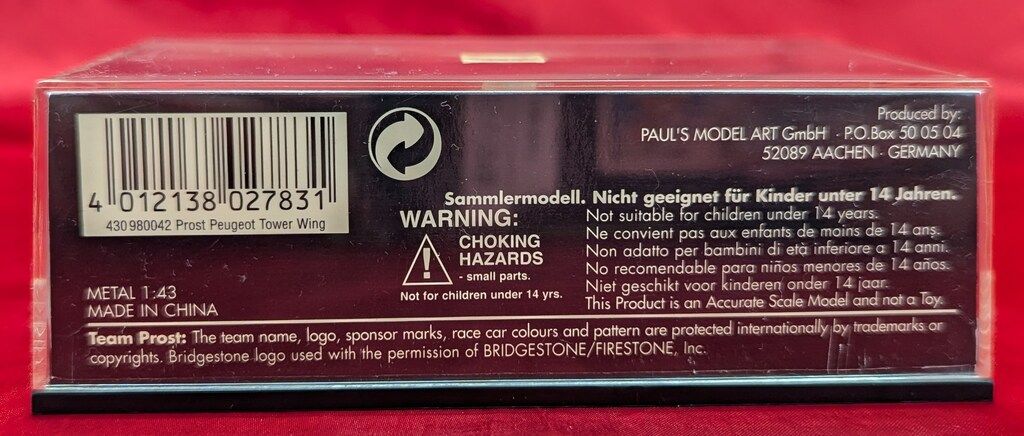 4 012138 027831
430 980042 Prost Peugeot Tower Wing
Produced by:
PAUL'S MODEL ART GmbH · P.O.Box 50 05 04
52089 AACHEN · GERMANY
Sammlermodell. Nicht geeignet für Kinder unter 14 Jahren.
WARNING:
CHOKING
HAZARDS
- small parts.
Not for children under 14 yrs.
Not suitable for children under 14 years.
Ne convient pas aux enfants de moins de 14 ans.
Non adatto per bambini di età inferiore a 14 anni.
No recomendable para niños menores de 14 años.
Niet geschikt voor kinderen onder 14 jaar.
This Product is an Accurate Scale Model and not a Toy.
METAL 1:43
MADE IN CHINA
Team Prost: The team name, logo, sponsor marks, race car colours and pattern are protected internationally by trademarks or
copyrights. Bridgestone logo used with the permission of BRIDGESTONE/FIRESTONE, Inc.